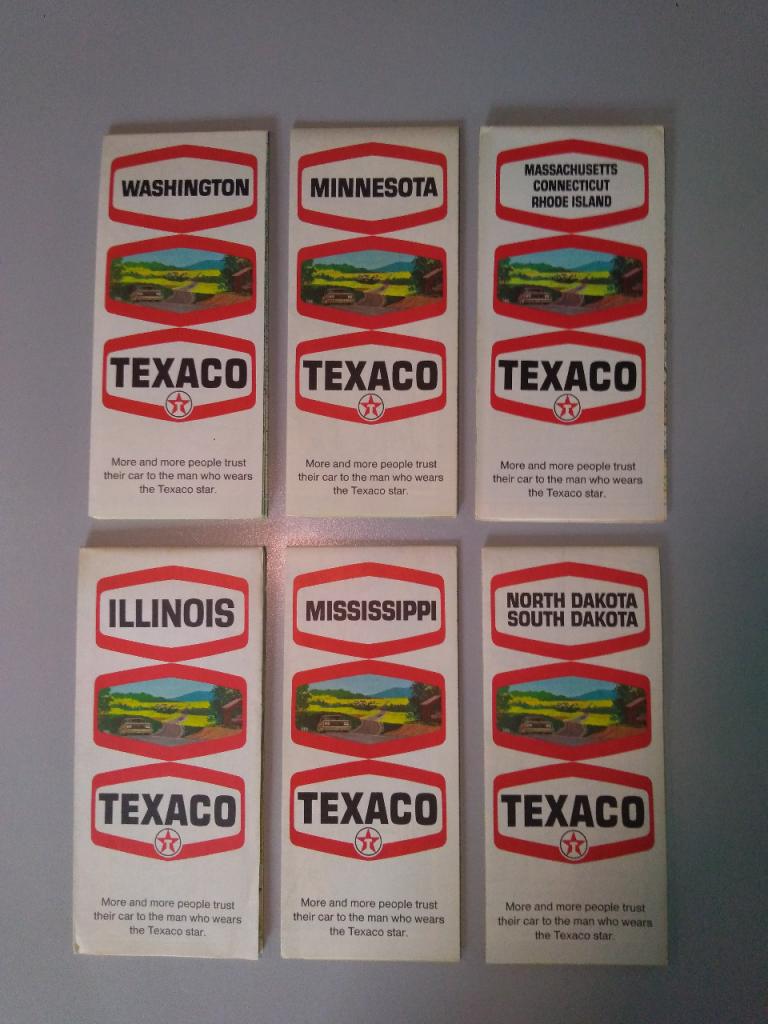 WASHINGTON
TEXACO
T
More and more people trust
their car to the man who wears
the Texaco star.
MINNESOTA
TEXACO
T
More and more people trust
their car to the man who wears
the Texaco star.
MASSACHUSETTS
CONNECTICUT
RHODE ISLAND
TEXACO
T
More and more people trust
their car to the man who wears
the Texaco star.
ILLINOIS
TEXACO
T
More and more people trust
their car to the man who wears
the Texaco star.
MISSISSIPPI
TEXACO
T
More and more people trust
their car to the man who wears
the Texaco star.
NORTH DAKOTA
SOUTH DAKOTA
TEXACO
T
More and more people trust
their car to the man who wears
the Texaco star.